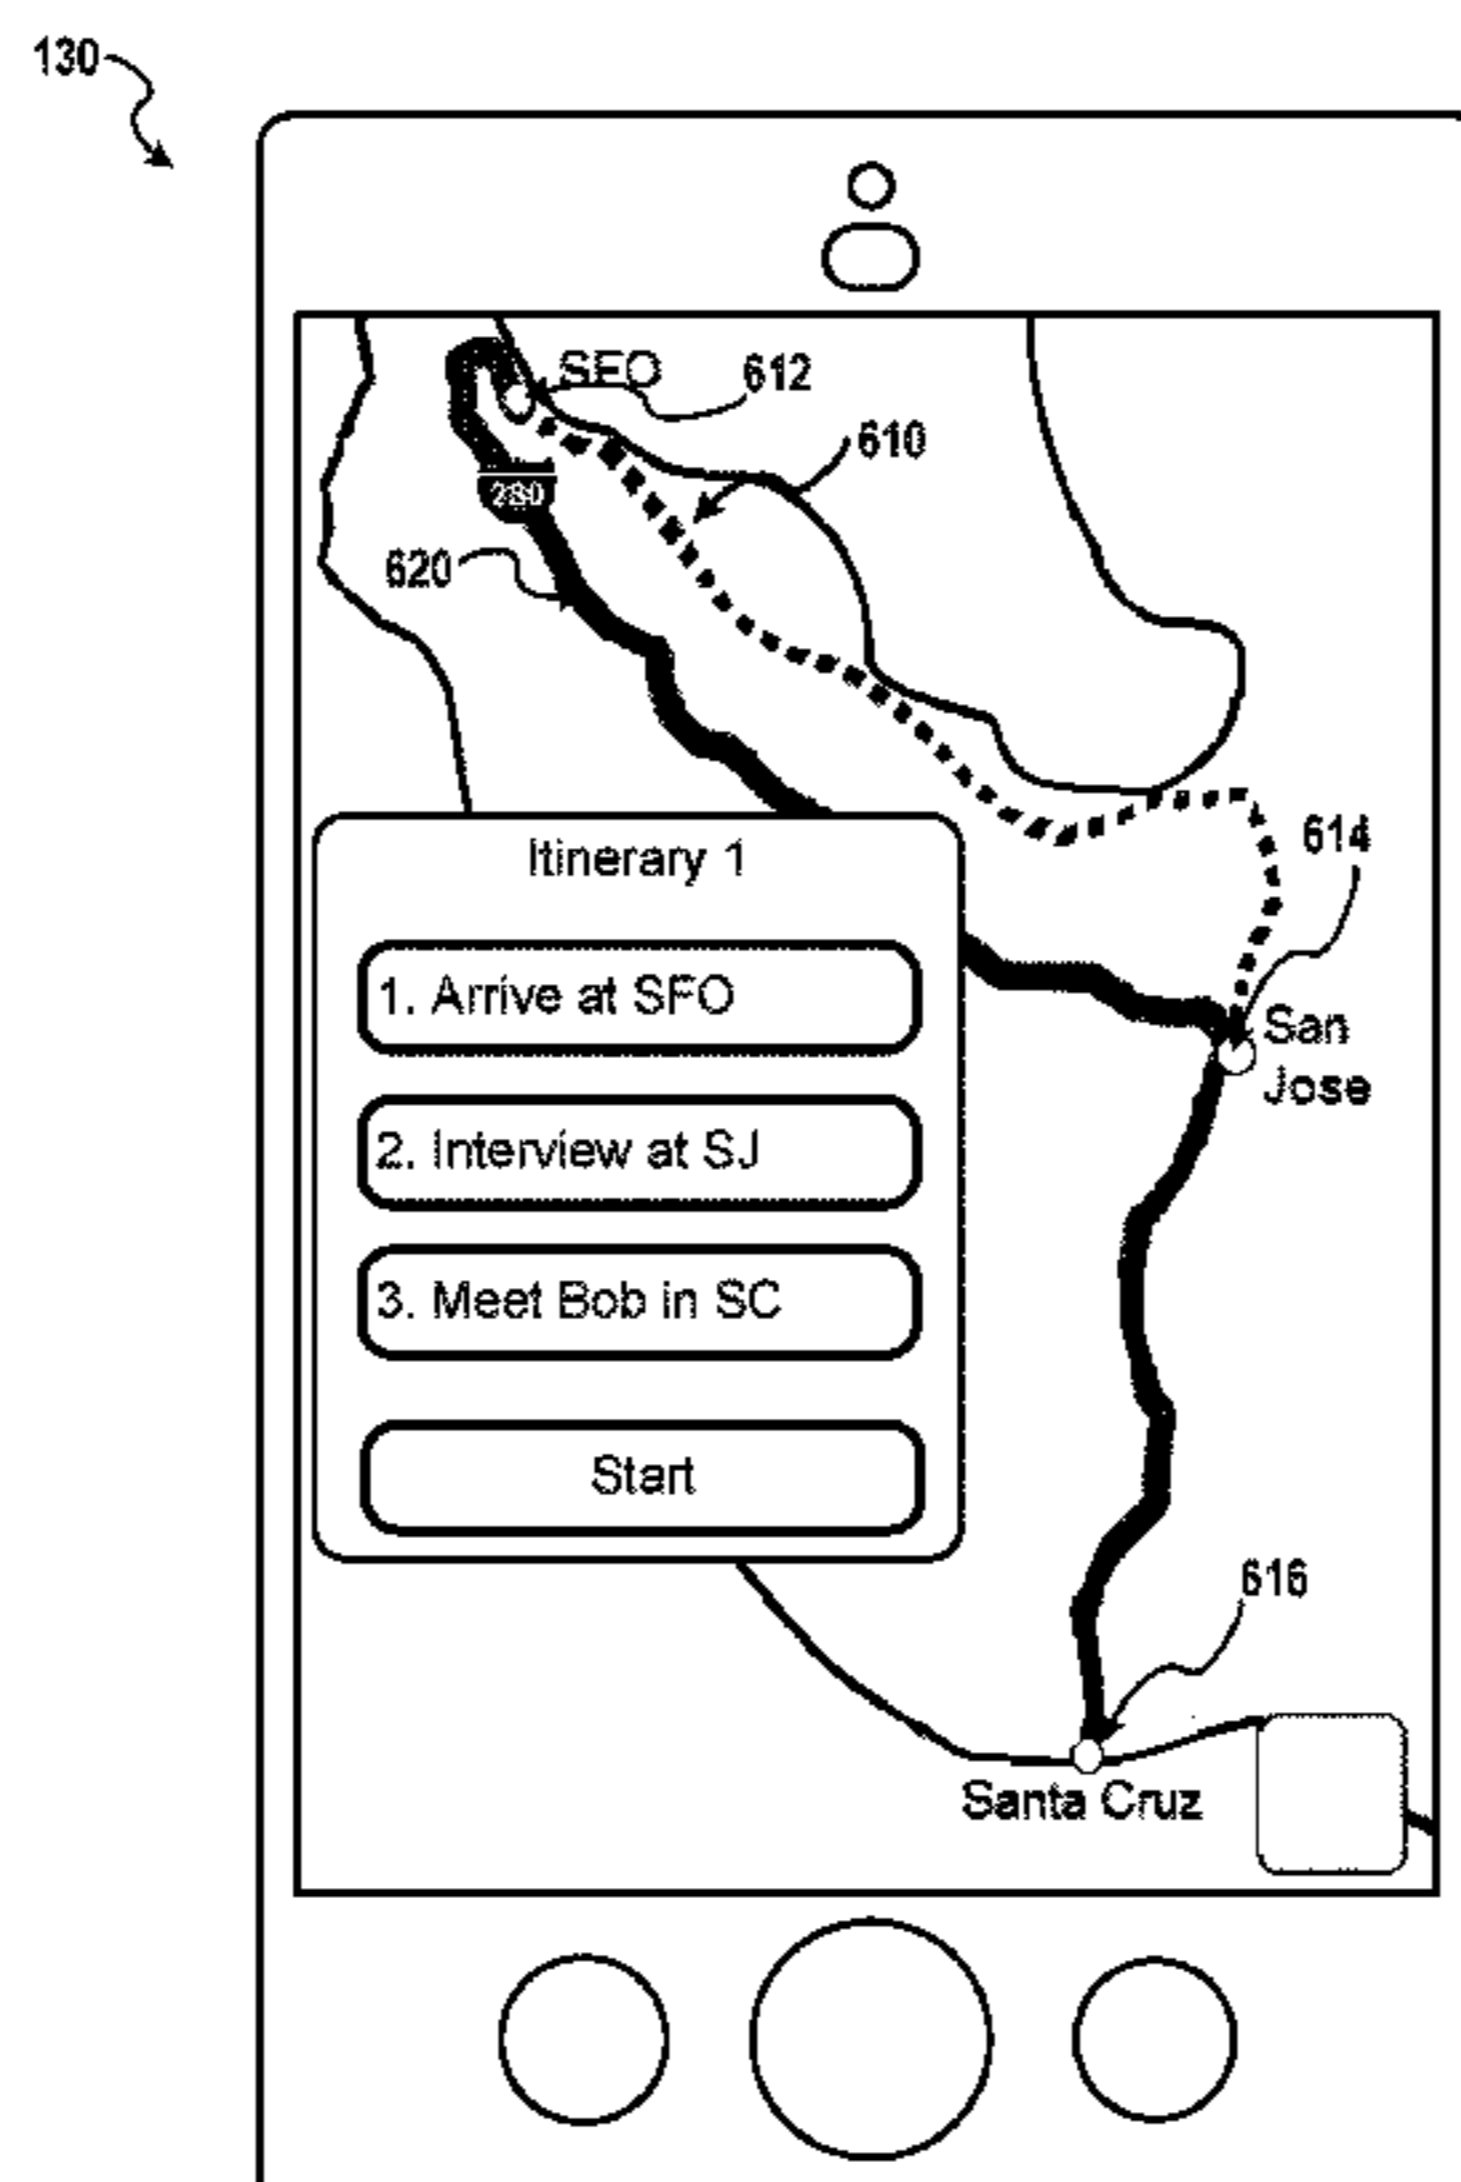 130
SFO
612
610
280
620
614
Itinerary 1
1. Arrive at SFO
San
Jose
2. Interview at SJ
3. Meet Bob in SC
Start
616
Santa Cruz